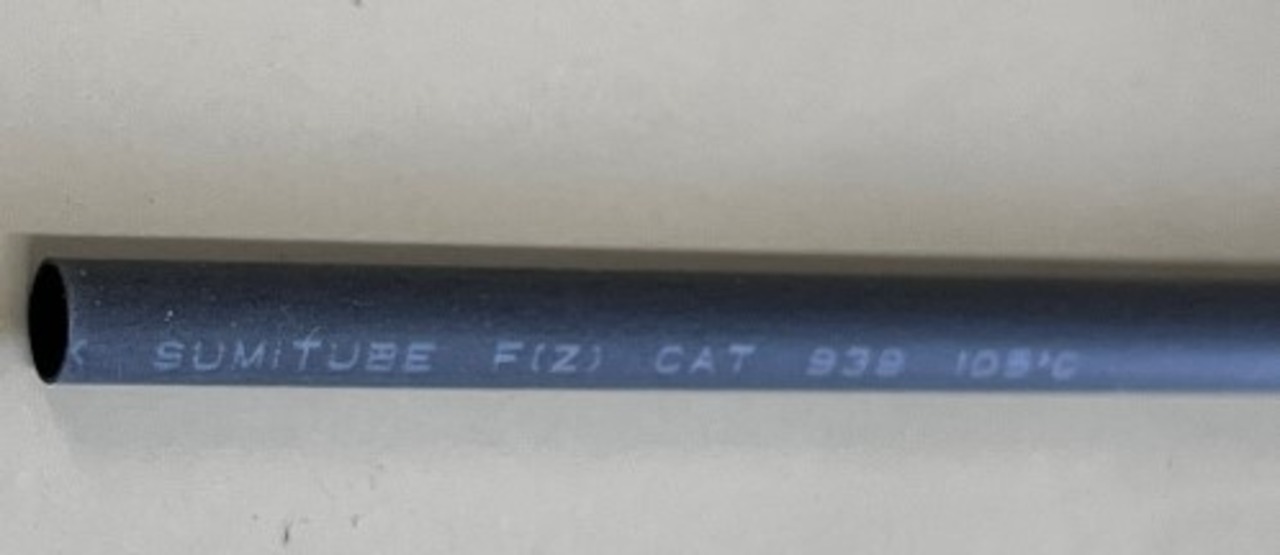 K SUMITUBE F(Z) CAT 939 105°C